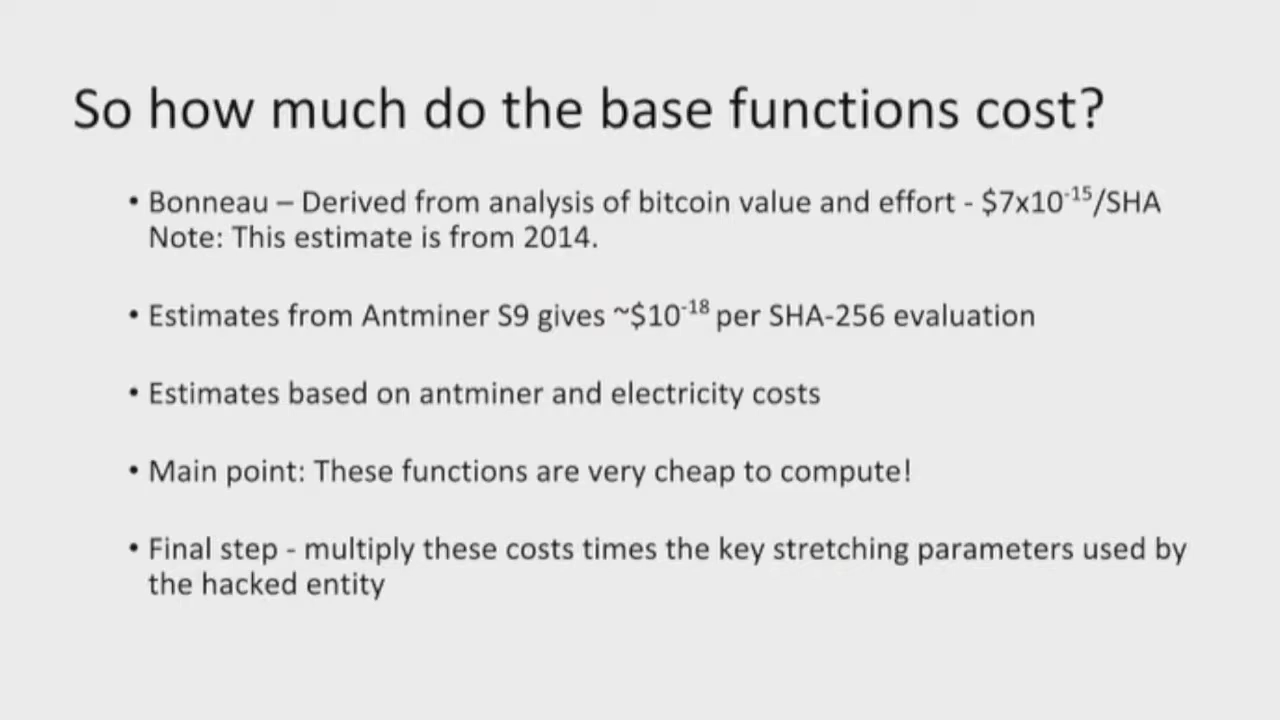 So how much do the base functions cost?
• Bonneau – Derived from analysis of bitcoin value and effort - $7x10⁻¹⁵/SHA
Note: This estimate is from 2014.
• Estimates from Antminer S9 gives ~$10⁻¹⁸ per SHA-256 evaluation
• Estimates based on antminer and electricity costs
• Main point: These functions are very cheap to compute!
• Final step - multiply these costs times the key stretching parameters used by
the hacked entity